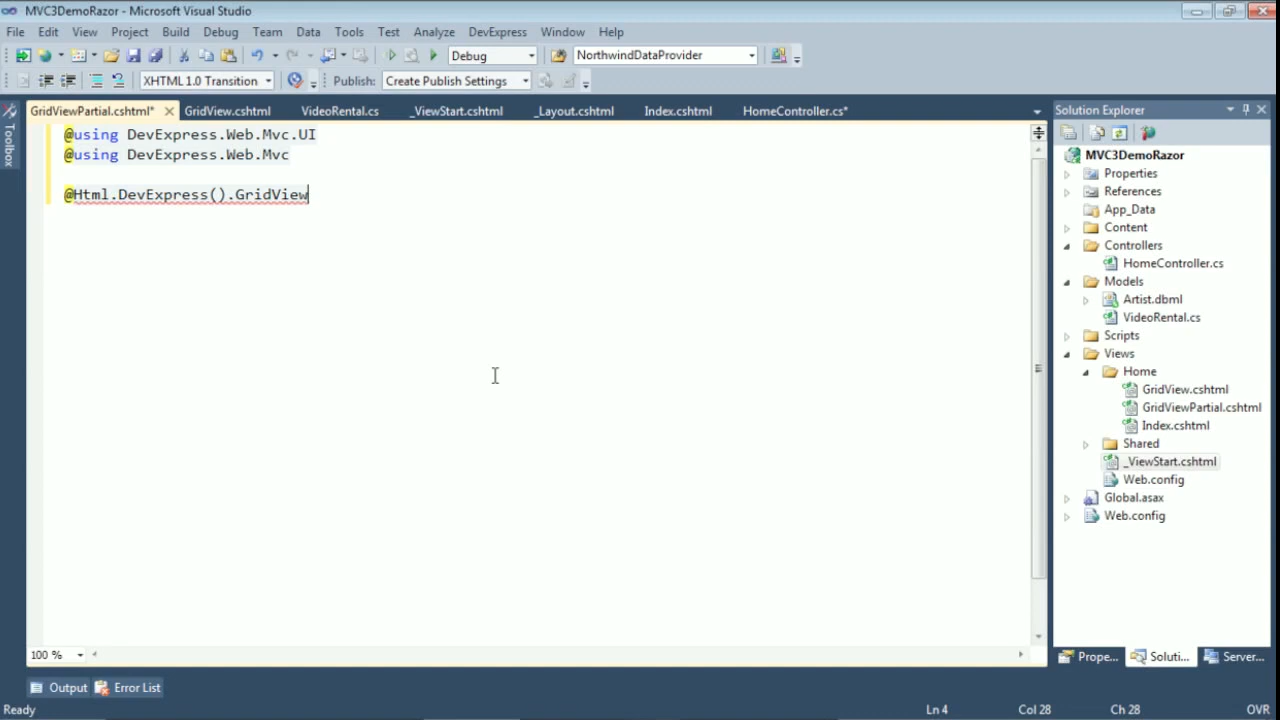 MVC3DemoRazor - Microsoft Visual Studio
File Edit View Project Build Debug Team Data Tools Test Analyze DevExpress Window Help
Debug NorthwindDataProvider
XHTML 1.0 Transition Publish: Create Publish Settings
GridViewPartial.cshtml* GridView.cshtml VideoRental.cs _ViewStart.cshtml _Layout.cshtml Index.cshtml HomeController.cs*
Toolbox
@using DevExpress.Web.Mvc.UI
@using DevExpress.Web.Mvc
@Html.DevExpress().GridView
100 %
Solution Explorer
MVC3DemoRazor
Properties
References
App_Data
Content
Controllers
HomeController.cs
Models
Artist.dbml
VideoRental.cs
Scripts
Views
Home
GridView.cshtml
GridViewPartial.cshtml
Index.cshtml
Shared
_ViewStart.cshtml
Web.config
Global.asax
Web.config
Prope... Soluti... Server...
Output Error List
Ready Ln 4 Col 28 Ch 28 OVR